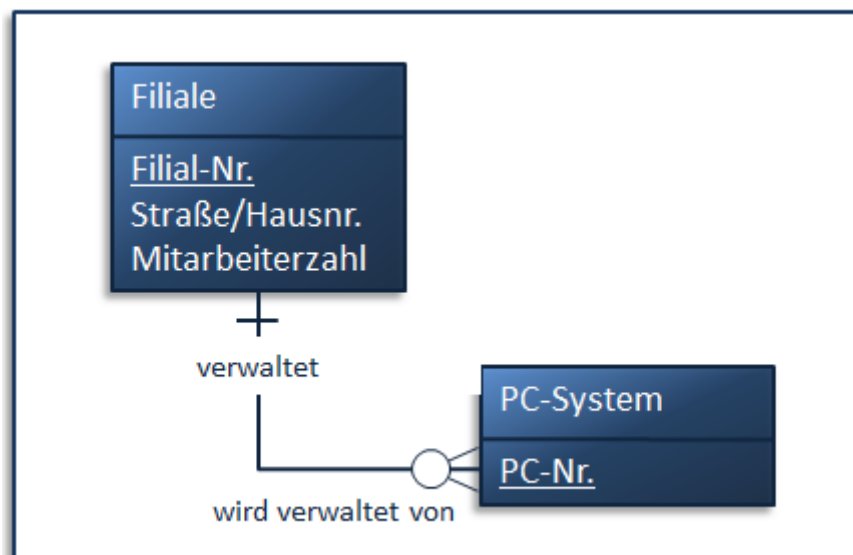 Filiale
Filial-Nr.
Straße/Hausnr.
Mitarbeiterzahl
verwaltet
PC-System
PC-Nr.
wird verwaltet von